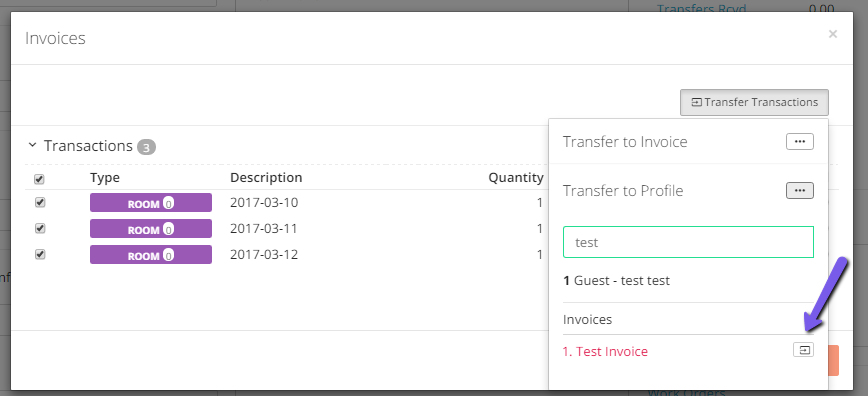 Transfers Rcvd 0.00
Invoices ×
Transfer Transactions
Transactions 3
Type Description Quantity
ROOM 0 2017-03-10 1
ROOM 0 2017-03-11 1
ROOM 0 2017-03-12 1
Transfer to Invoice
Transfer to Profile
test
1 Guest - test test
Invoices
1. Test Invoice
Work Orders